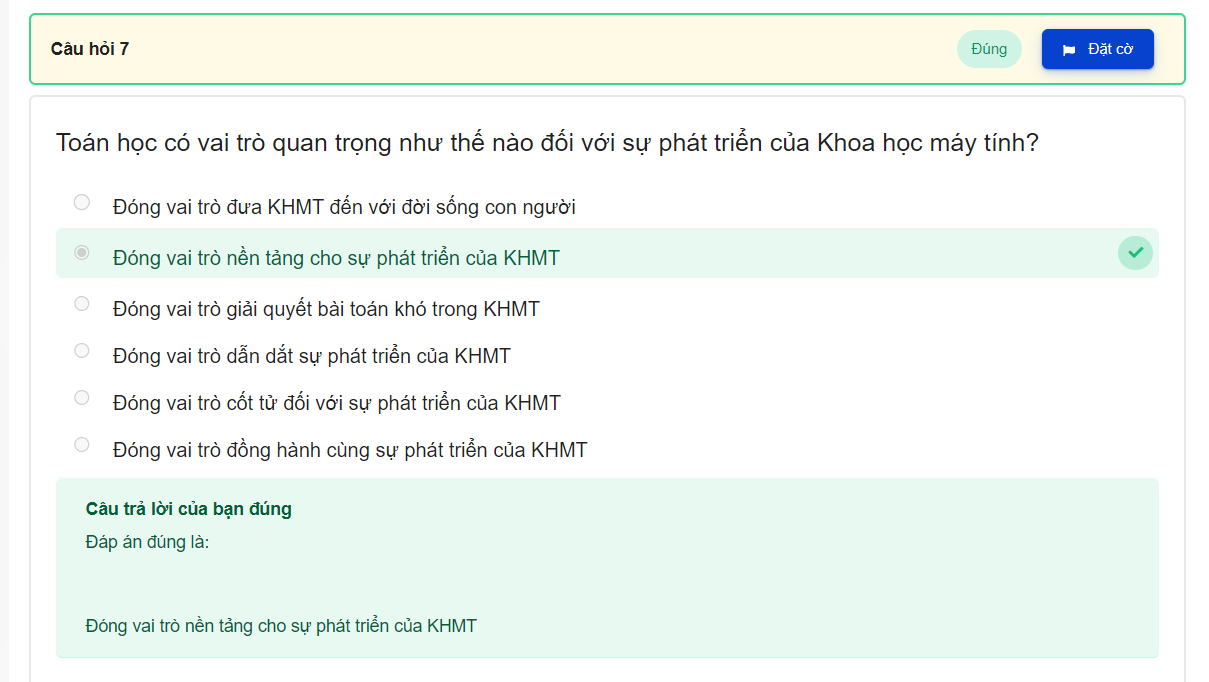 Câu hỏi 7
Đúng
Đặt cờ
Toán học có vai trò quan trọng như thế nào đối với sự phát triển của Khoa học máy tính?
Đóng vai trò đưa KHMT đến với đời sống con người
Đóng vai trò nền tảng cho sự phát triển của KHMT
Đóng vai trò giải quyết bài toán khó trong KHMT
Đóng vai trò dẫn dắt sự phát triển của KHMT
Đóng vai trò cốt tử đối với sự phát triển của KHMT
Đóng vai trò đồng hành cùng sự phát triển của KHMT
Câu trả lời của bạn đúng
Đáp án đúng là:
Đóng vai trò nền tảng cho sự phát triển của KHMT